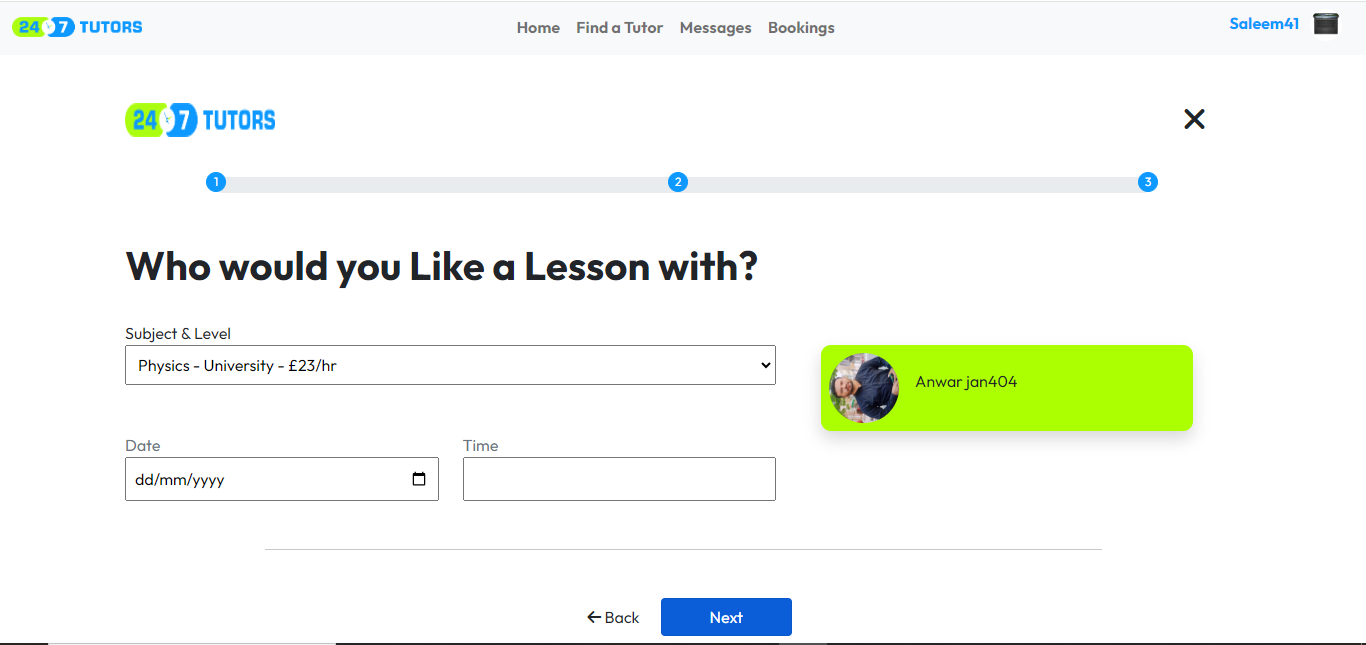 24 7 TUTORS Home Find a Tutor Messages Bookings Saleem41
24 7 TUTORS
1 2 3
Who would you Like a Lesson with?
Subject & Level
Physics - University - £23/hr
Anwar jan404
Date Time
dd/mm/yyyy
Back Next